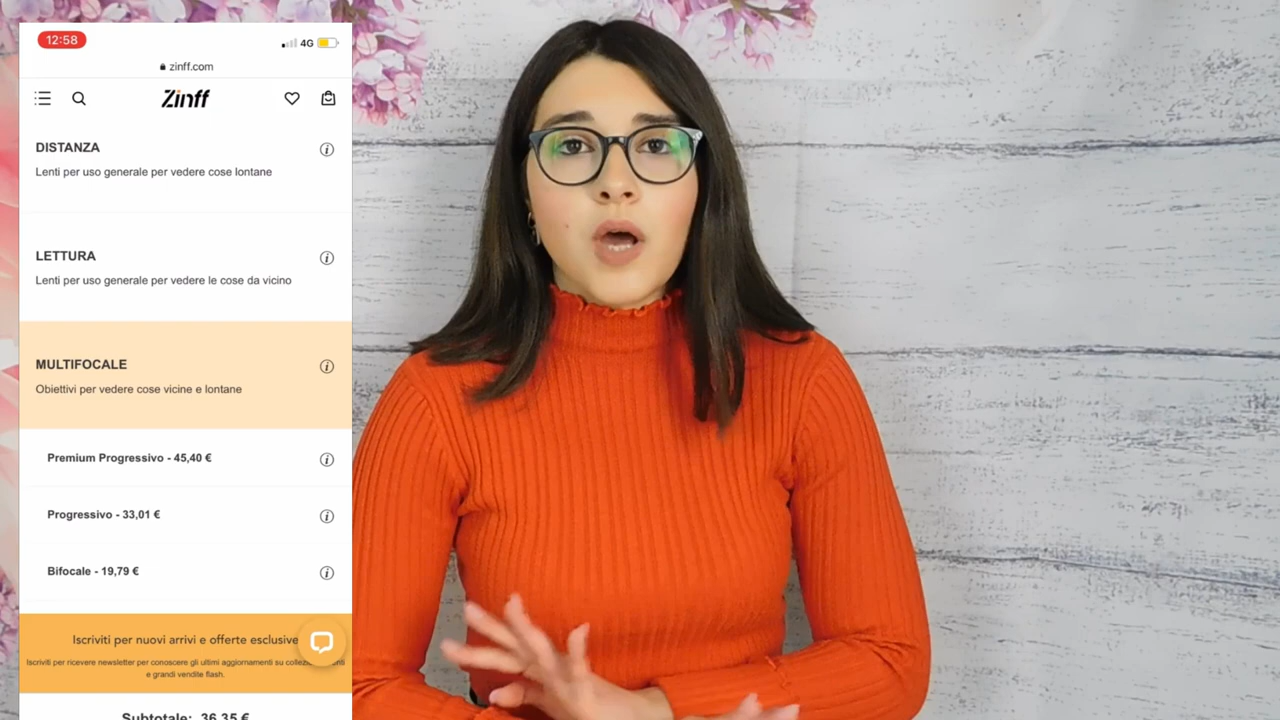 12:58
4G
zinff.com
Zinff
DISTANZA
Lenti per uso generale per vedere cose lontane
LETTURA
Lenti per uso generale per vedere le cose da vicino
MULTIFOCALE
Obiettivi per vedere cose vicine e lontane
Premium Progressivo - 45,40 €
Progressivo - 33,01 €
Bifocale - 19,79 €
Iscriviti per nuovi arrivi e offerte esclusive
Iscriviti per ricevere newsletter per conoscere gli ultimi aggiornamenti su
e grandi vendite flash.
Subtotale: 36,35 €